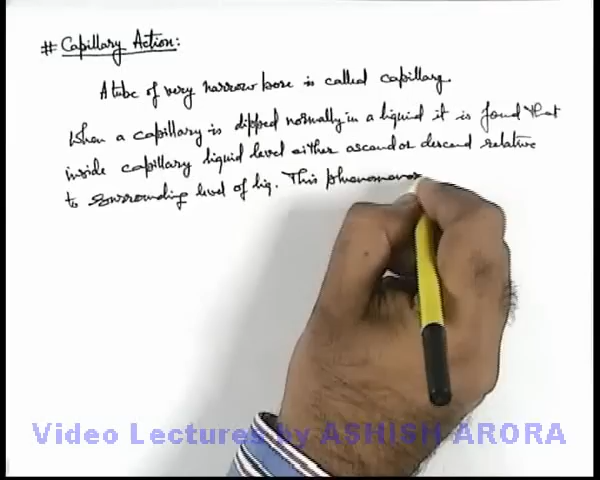 # Capillary Action:
A tube of very narrow bore is called capillary.
When a capillary is dipped normally in a liquid it is found that
inside capillary liquid level either ascend or descend relative
to surrounding level of liq. This phenomenon
Video Lectures by ASHISH ARORA